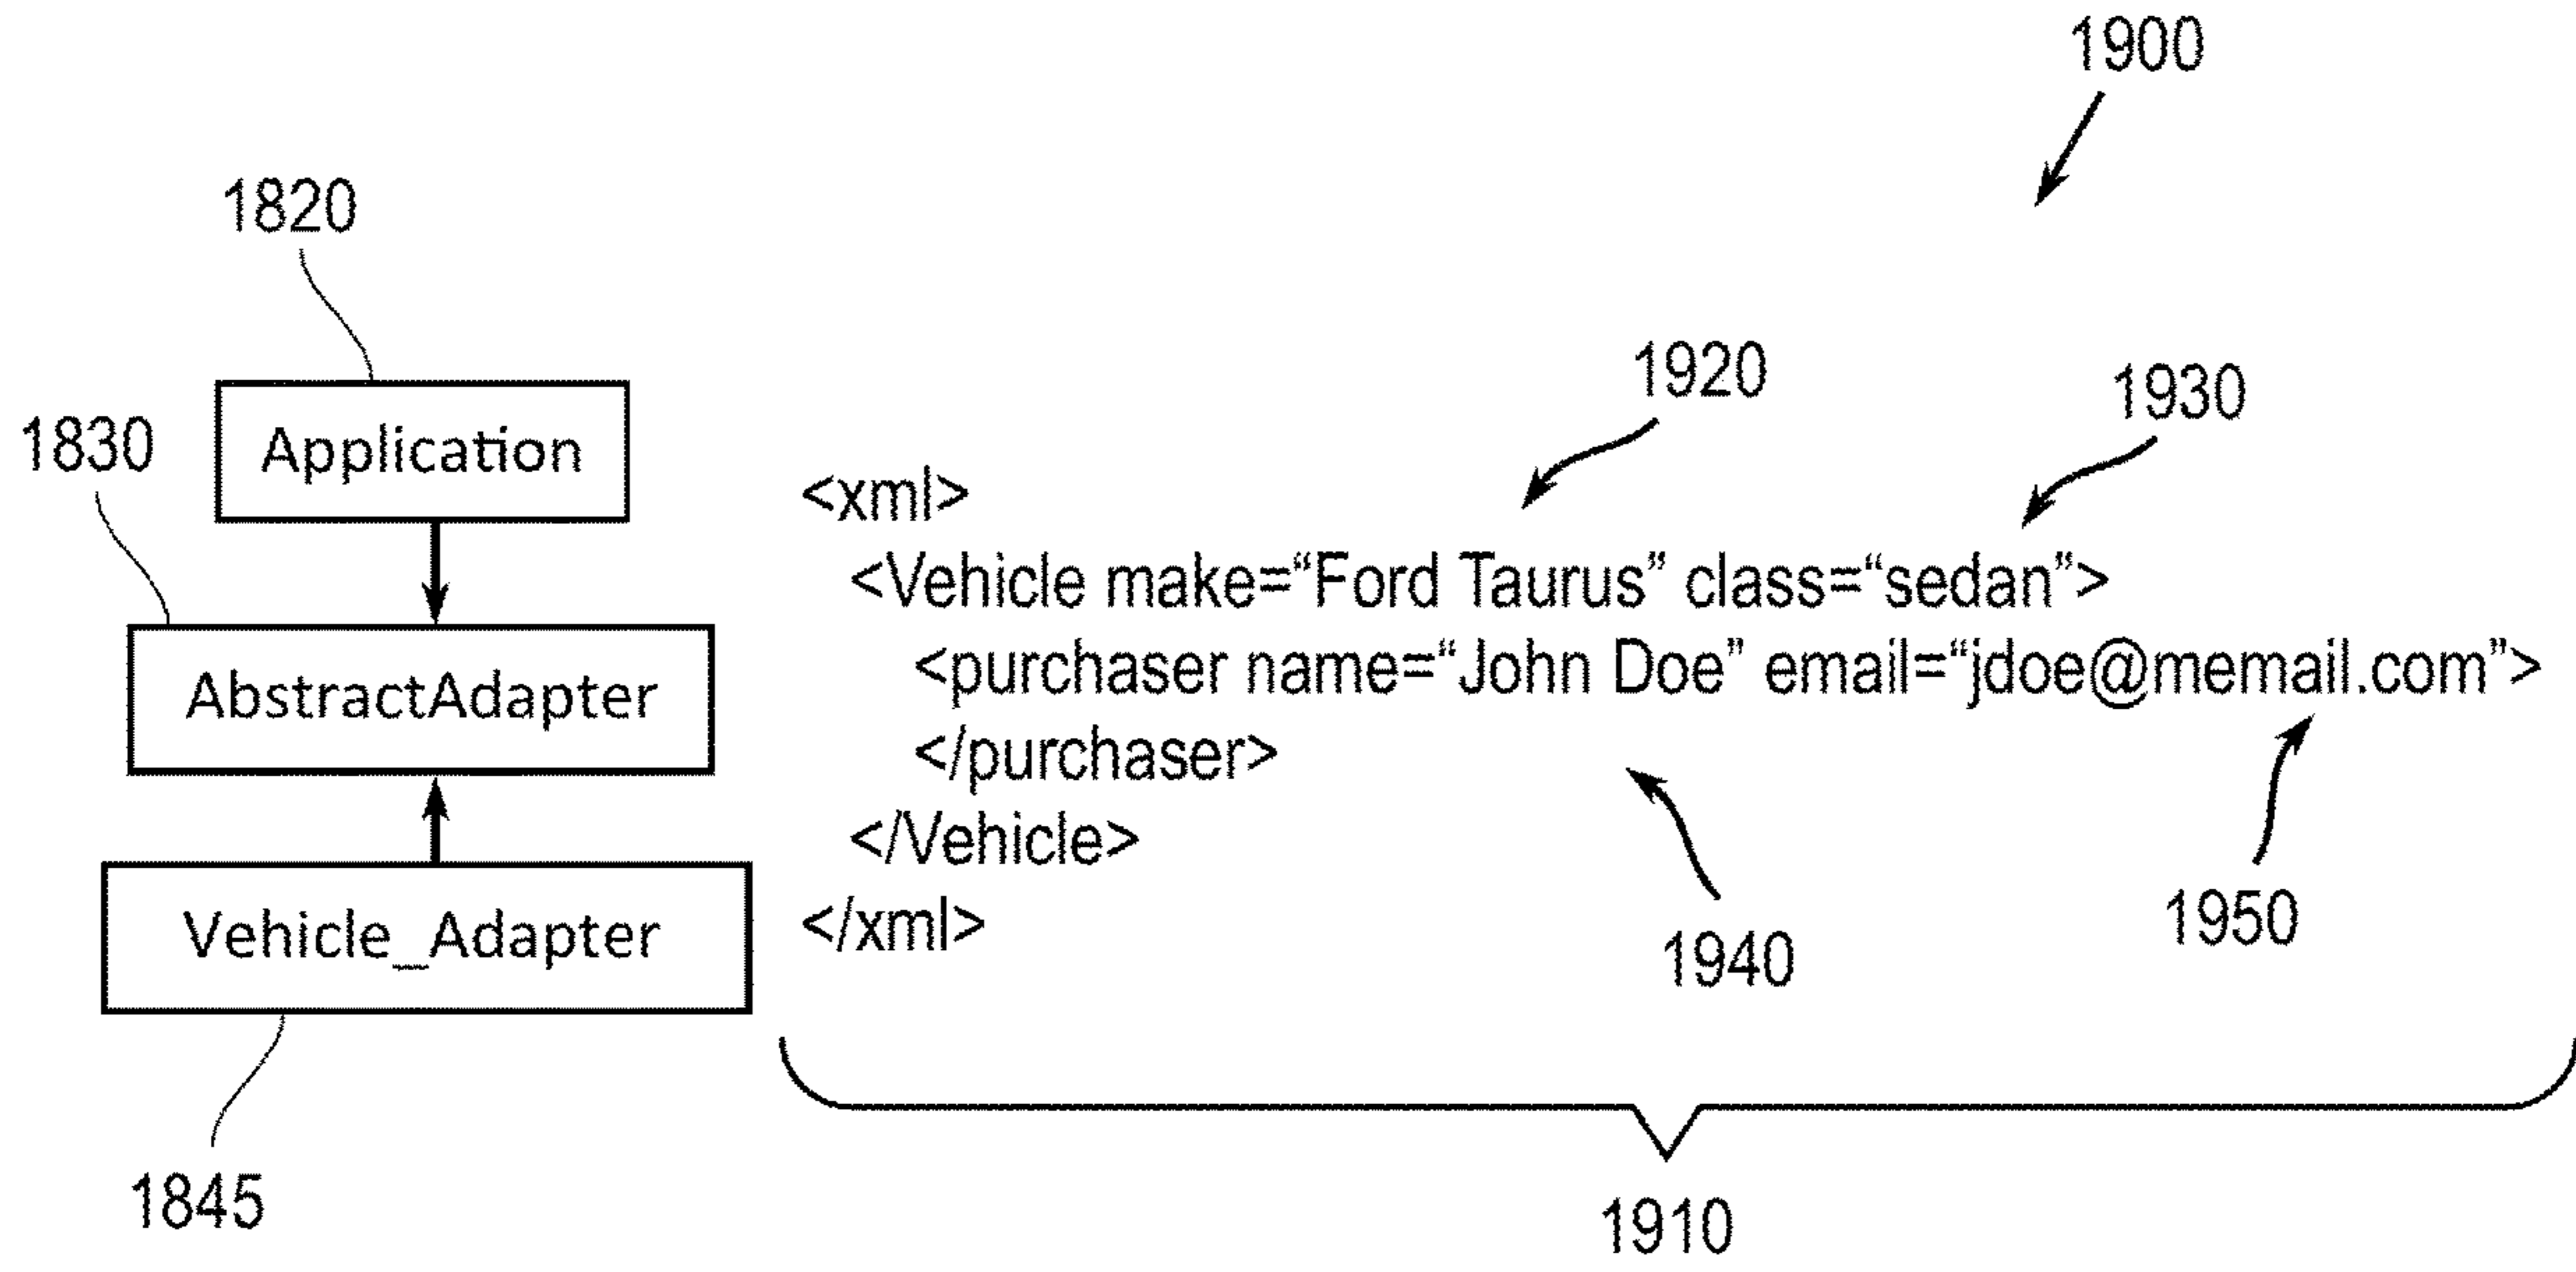 1900
1820
1920
1930
1830
Application
AbstractAdapter
Vehicle_Adapter
1845
<xml>
<Vehicle make=“Ford Taurus” class=“sedan”>
<purchaser name=“John Doe” email=“jdoe@memail.com”>
</purchaser>
</Vehicle>
</xml>
1940
1950
1910